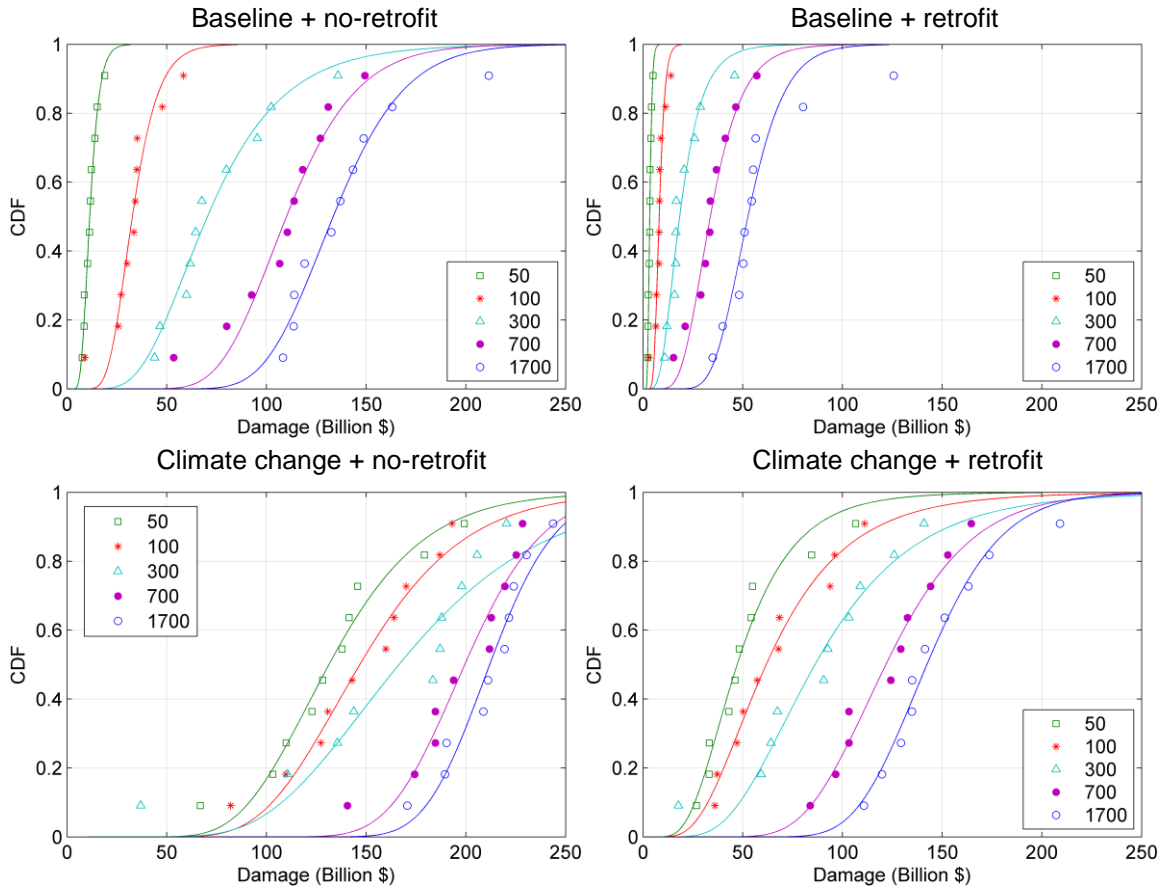 Baseline + no-retrofit
1
0.8
0.6
0.4
0.2
0
CDF
50
100
300
700
1700
0 50 100 150 200 250
Damage (Billion $)
Baseline + retrofit
1
0.8
0.6
0.4
0.2
0
CDF
50
100
300
700
1700
0 50 100 150 200 250
Damage (Billion $)
Climate change + no-retrofit
1
0.8
0.6
0.4
0.2
0
CDF
50
100
300
700
1700
0 50 100 150 200 250
Damage (Billion $)
Climate change + retrofit
1
0.8
0.6
0.4
0.2
0
CDF
50
100
300
700
1700
0 50 100 150 200 250
Damage (Billion $)